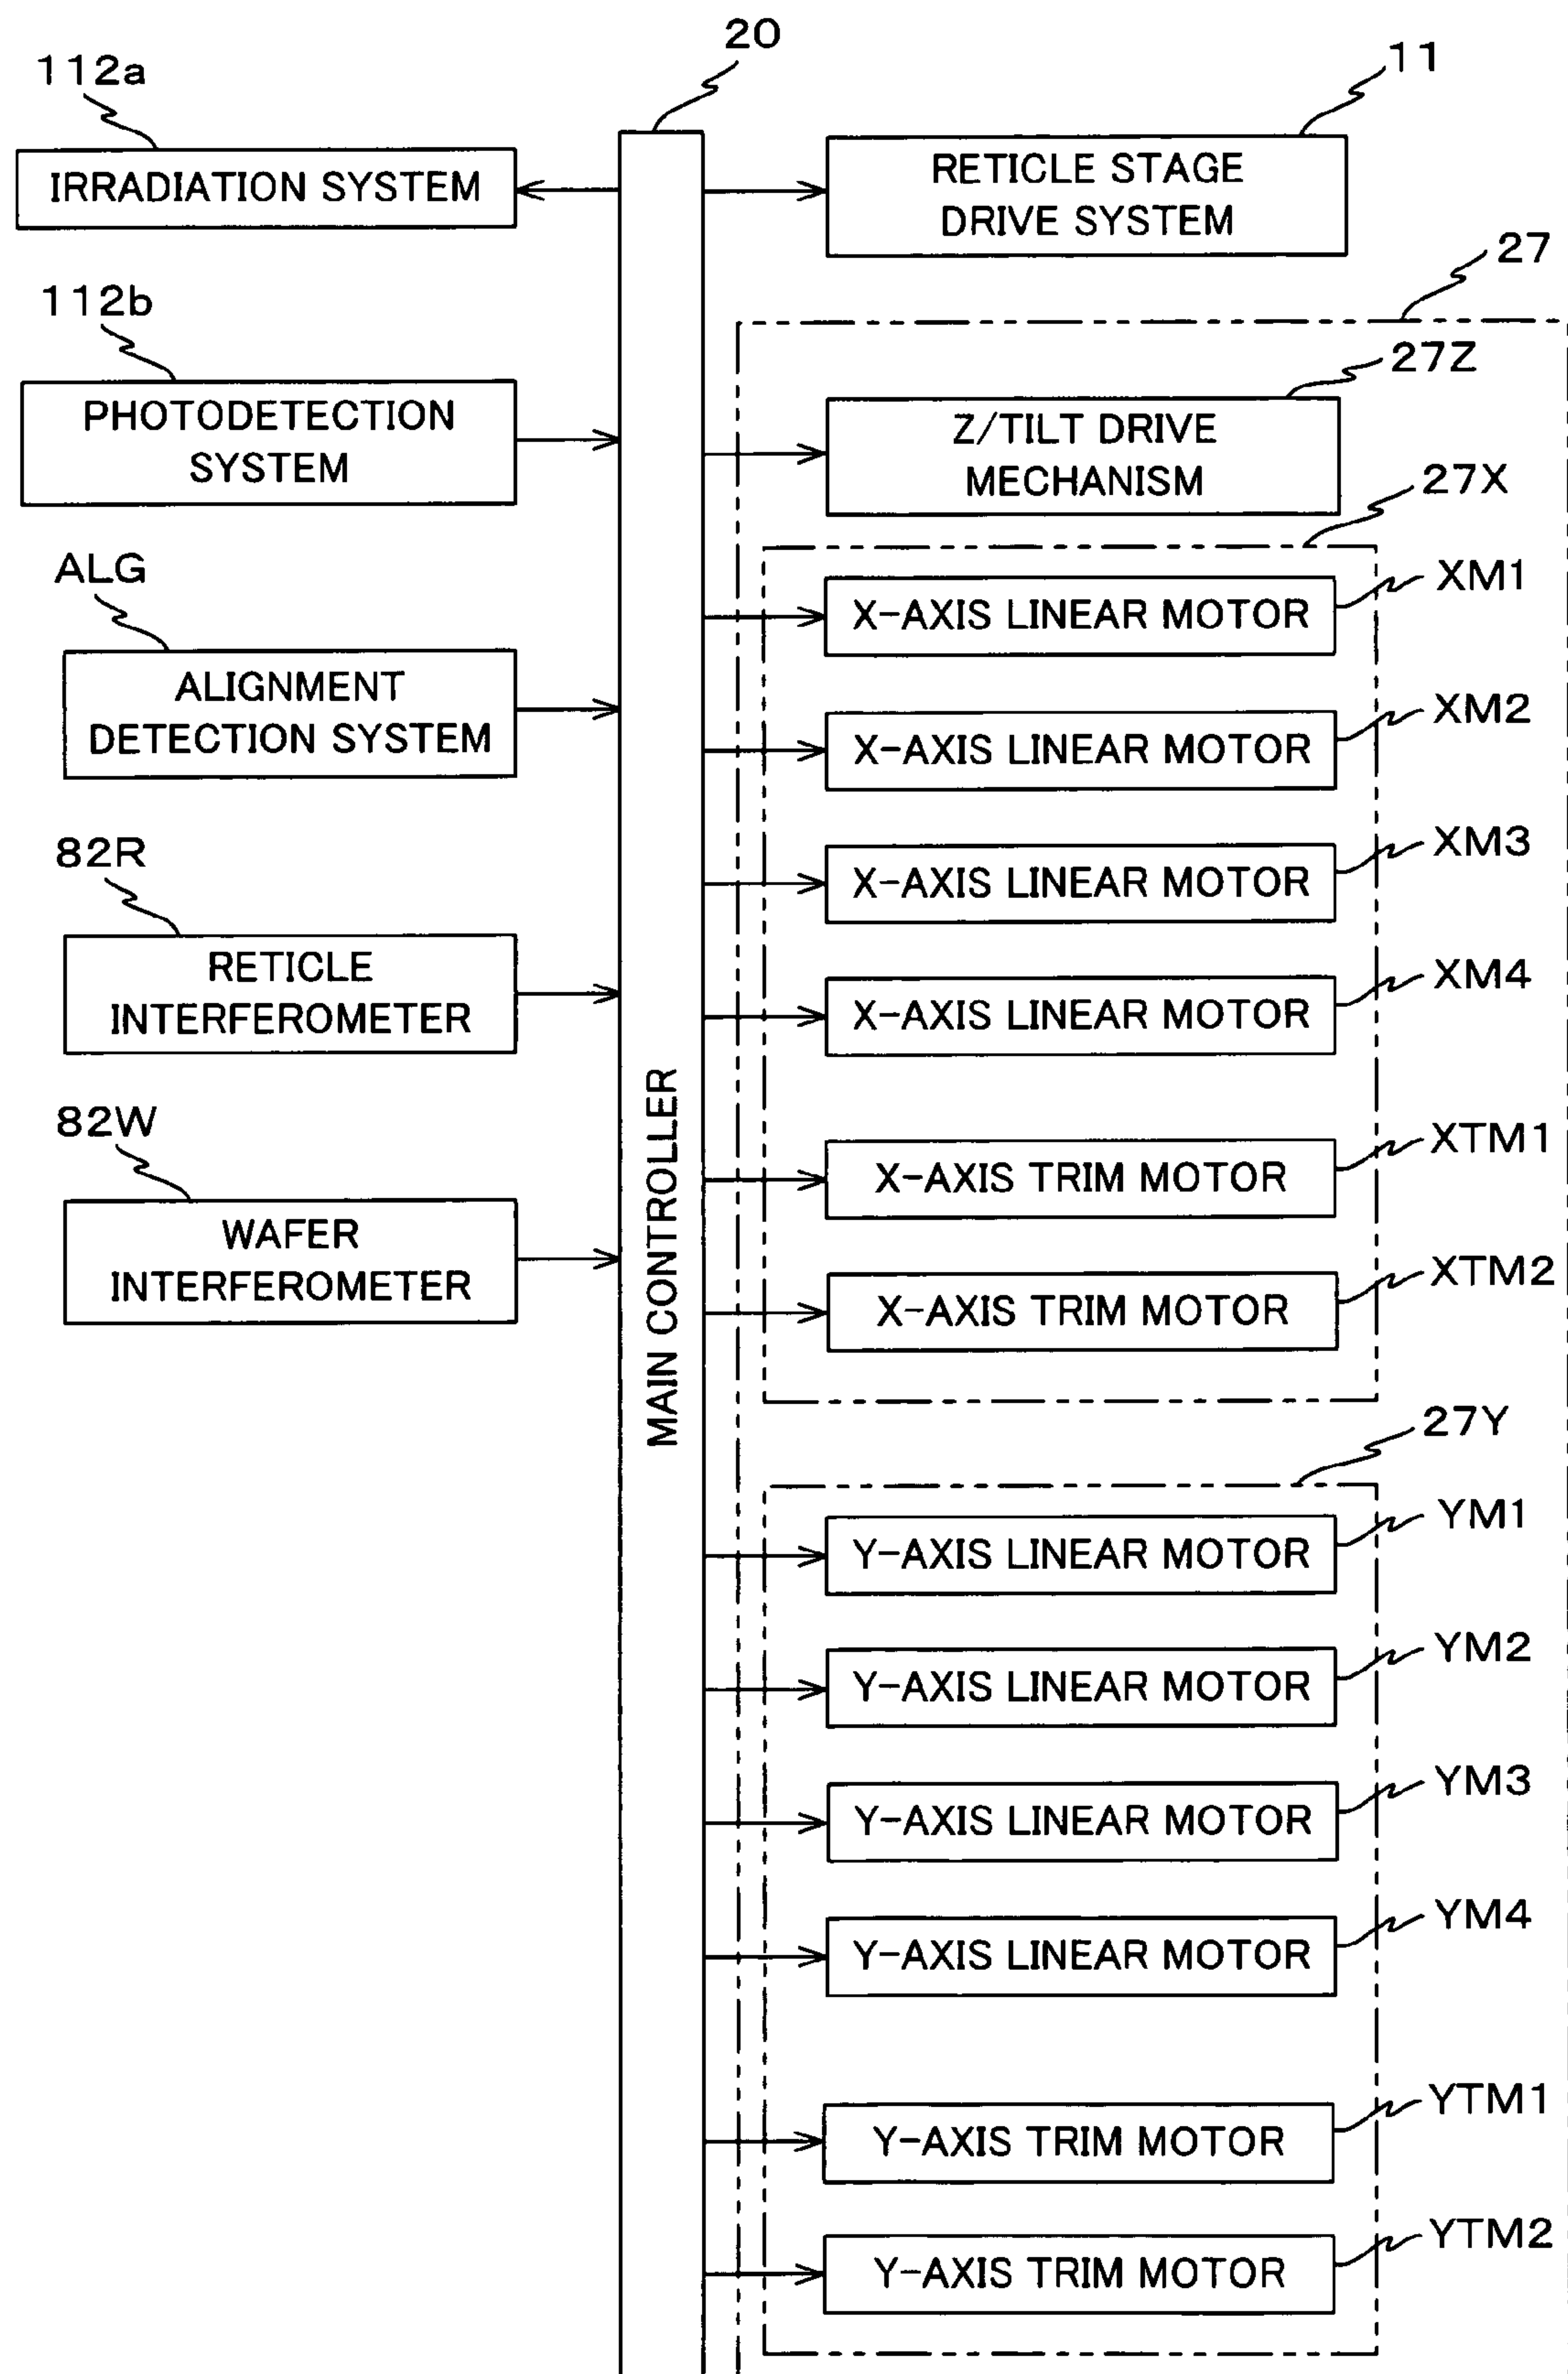 20
112a
IRRADIATION SYSTEM
112b
PHOTODETECTION
SYSTEM
ALG
ALIGNMENT
DETECTION SYSTEM
82R
RETICLE
INTERFEROMETER
82W
WAFER
INTERFEROMETER
MAIN CONTROLLER
11
RETICLE STAGE
DRIVE SYSTEM
27
27Z
Z/TILT DRIVE
MECHANISM
27X
X-AXIS LINEAR MOTOR
XM1
X-AXIS LINEAR MOTOR
XM2
X-AXIS LINEAR MOTOR
XM3
X-AXIS LINEAR MOTOR
XM4
X-AXIS TRIM MOTOR
XTM1
X-AXIS TRIM MOTOR
XTM2
27Y
Y-AXIS LINEAR MOTOR
YM1
Y-AXIS LINEAR MOTOR
YM2
Y-AXIS LINEAR MOTOR
YM3
Y-AXIS LINEAR MOTOR
YM4
Y-AXIS TRIM MOTOR
YTM1
Y-AXIS TRIM MOTOR
YTM2